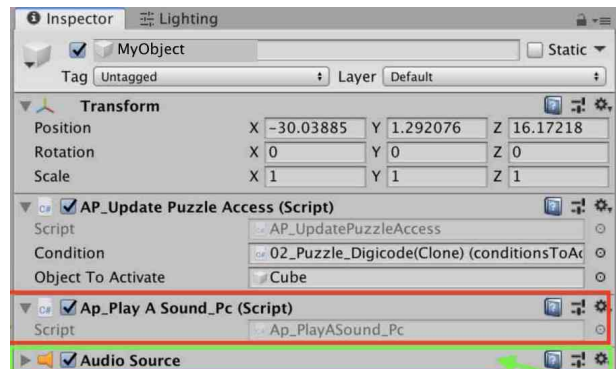 Inspector Lighting
MyObject Static
Tag Untagged Layer Default
Transform
Position X -30.03885 Y 1.292076 Z 16.17218
Rotation X 0 Y 0 Z 0
Scale X 1 Y 1 Z 1
AP_Update Puzzle Access (Script)
Script AP_UpdatePuzzleAccess
Condition 02_Puzzle_Digicode(Clone) (conditionsToAc
Object To Activate Cube
Ap_Play A Sound_Pc (Script)
Script Ap_PlayASound_Pc
Audio Source